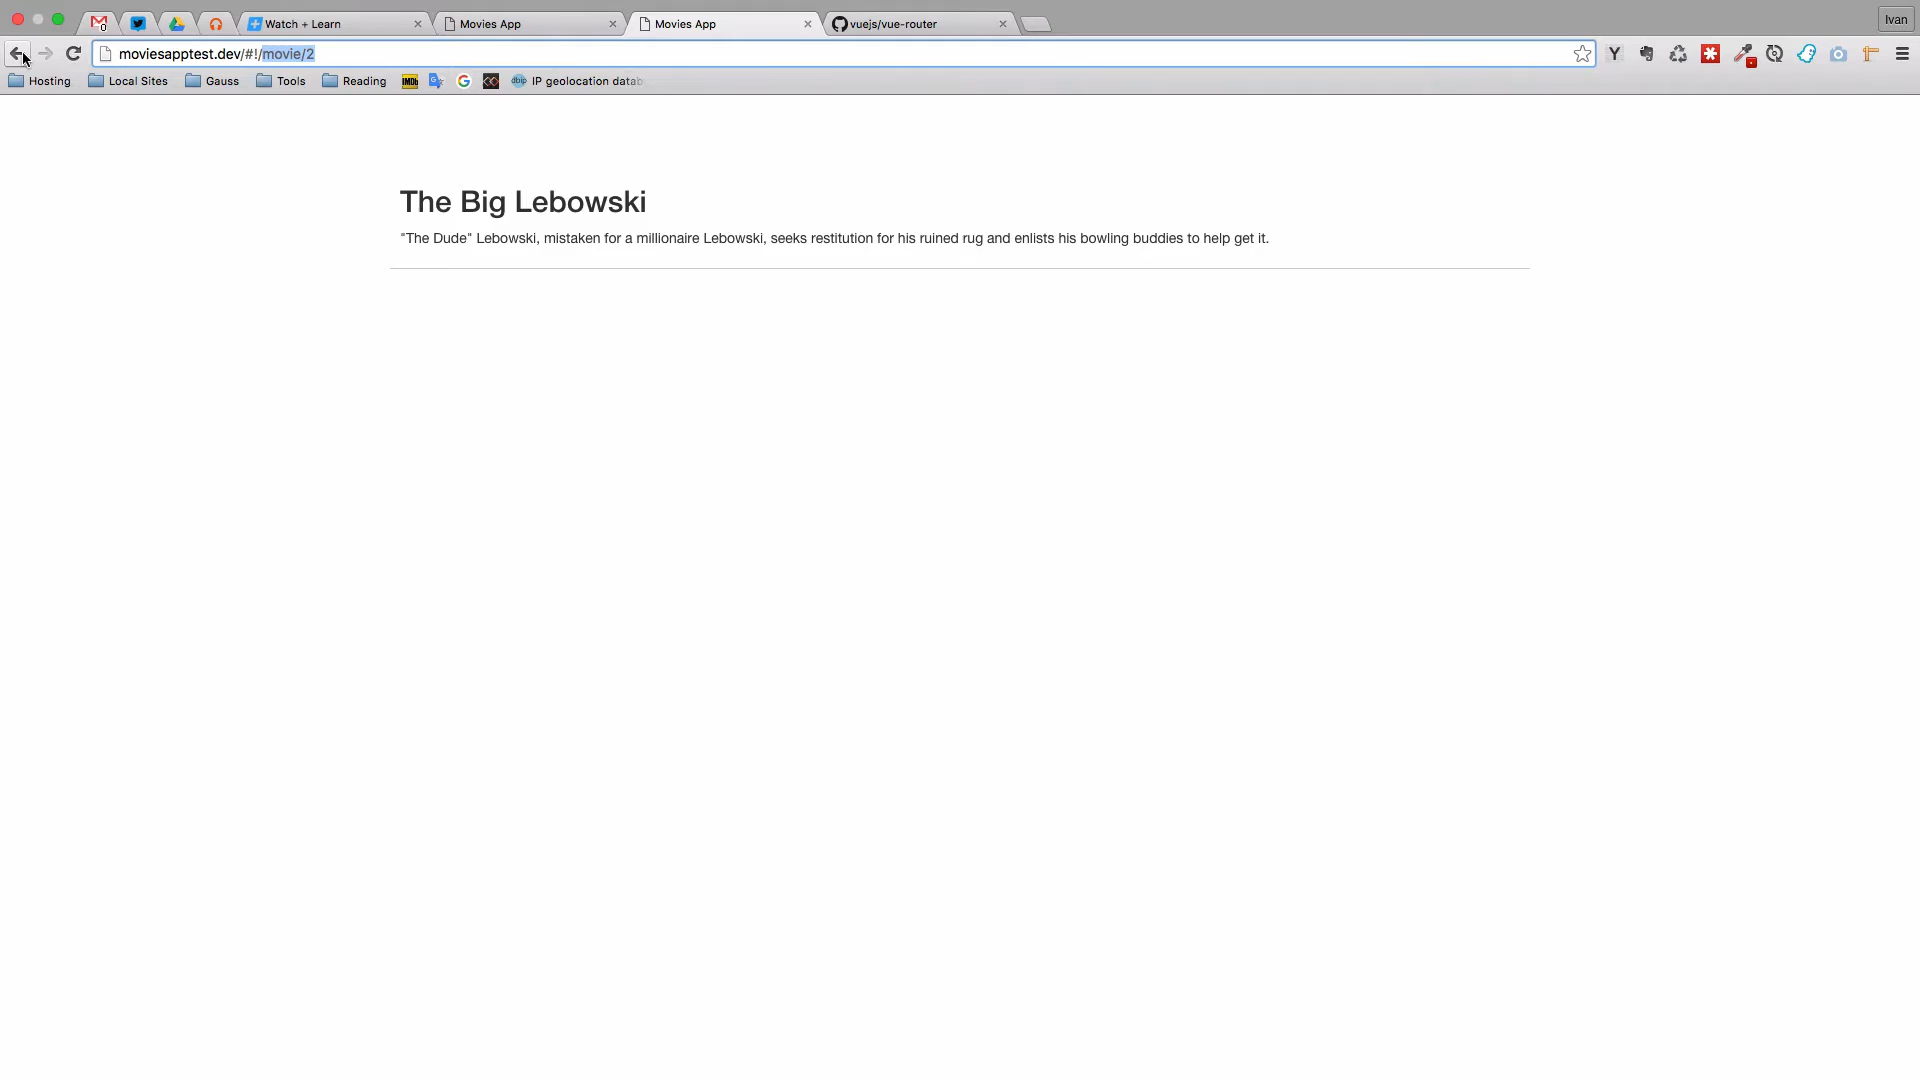 Watch + Learn
Movies App
Movies App
vuejs/vue-router
Ivan
moviesapptest.dev/#!/movie/2
Hosting
Local Sites
Gauss
Tools
Reading
IMDb
dbip
IP geolocation datab
The Big Lebowski
"The Dude" Lebowski, mistaken for a millionaire Lebowski, seeks restitution for his ruined rug and enlists his bowling buddies to help get it.